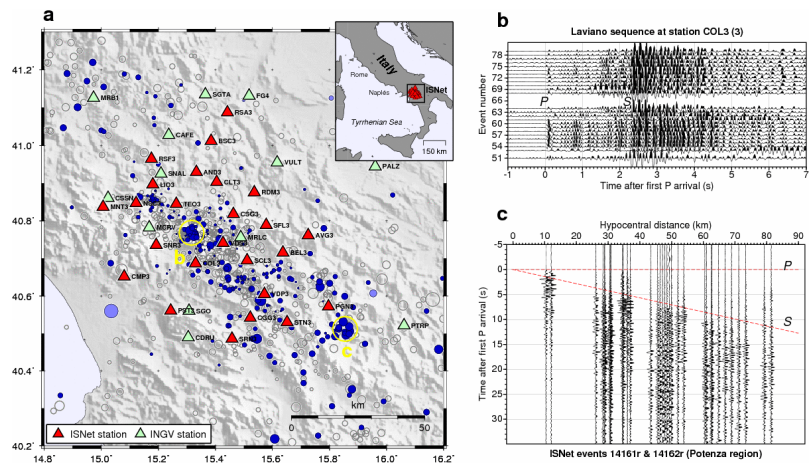 a
41.2˚
41.0˚
40.8˚
40.6˚
40.4˚
40.2˚
14.8˚
15.0˚
15.2˚
15.4˚
15.6˚
15.8˚
16.0˚
16.2˚
MRB1
SGTA
FG4
RSA3
CAFE
BSC3
RSF3
VULT
PALZ
SNAL
AND3
LIO3
CLT3
RDM3
CSSN
MNT3
TEO3
CSG3
SFL3
SNR3
MRLC
AVG3
BEL3
COL3
SCL3
CMP3
VDP3
PGN3
PST3
SGO
STN3
PTRP
b
c
km
0
50
ISNet station
INGV station
Rome
Naples
Italy
ISNet
Tyrrhenian Sea
150 km
b
Laviano sequence at station COL3 (3)
Event number
78
75
72
69
66
63
60
57
54
51
P
S
-1
0
1
2
3
4
5
6
7
Time after first P arrival (s)
c
Hypocentral distance (km)
0
10
20
30
40
50
60
70
80
90
Time after first P arrival (s)
-5
0
5
10
15
20
25
30
P
S
ISNet events 14161r & 14162r (Potenza region)